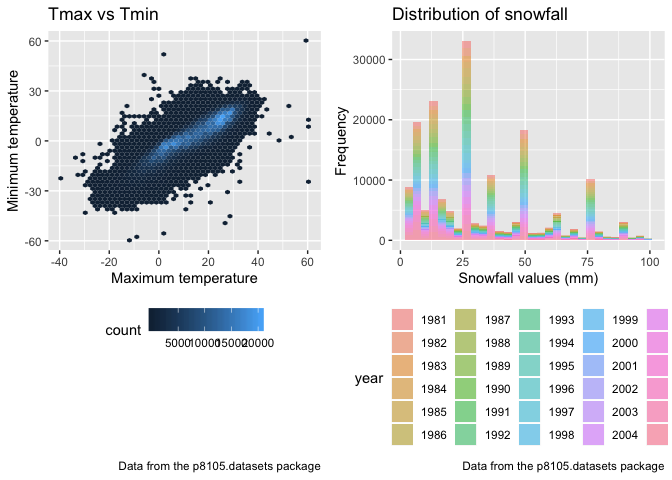 Tmax vs Tmin
60
30
0
-30
-60
Minimum temperature
-40 -20 0 20 40 60
Maximum temperature
count
5000 10000 15000 20000
Data from the p8105.datasets package
Distribution of snowfall
30000
20000
10000
0
Frequency
0 25 50 75 100
Snowfall values (mm)
year
1981 1987 1993 1999
1982 1988 1994 2000
1983 1989 1995 2001
1984 1990 1996 2002
1985 1991 1997 2003
1986 1992 1998 2004
Data from the p8105.datasets package